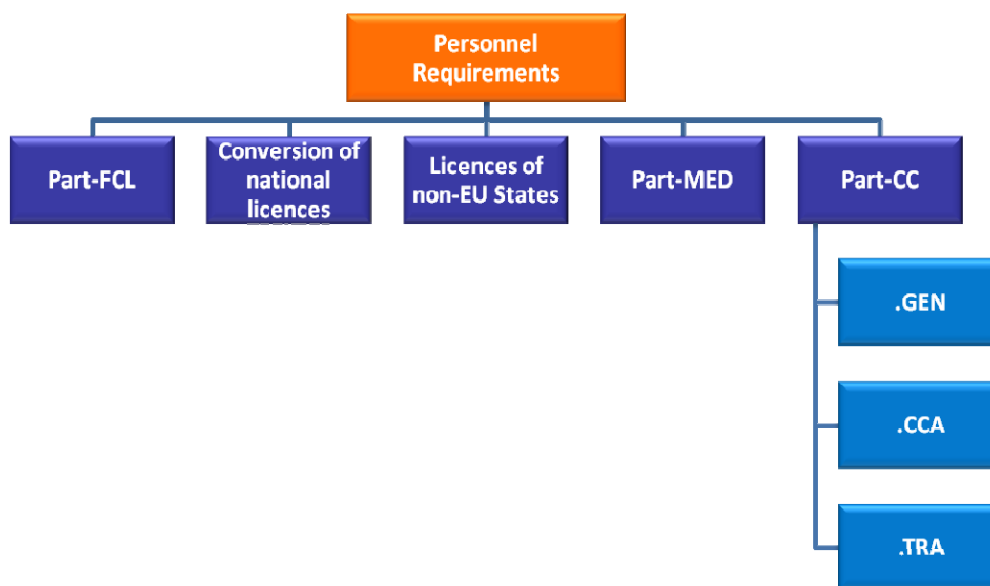 Personnel
Requirements
Part-FCL
Conversion of
national
licences
Licences of
non-EU States
Part-MED
Part-CC
.GEN
.CCA
.TRA